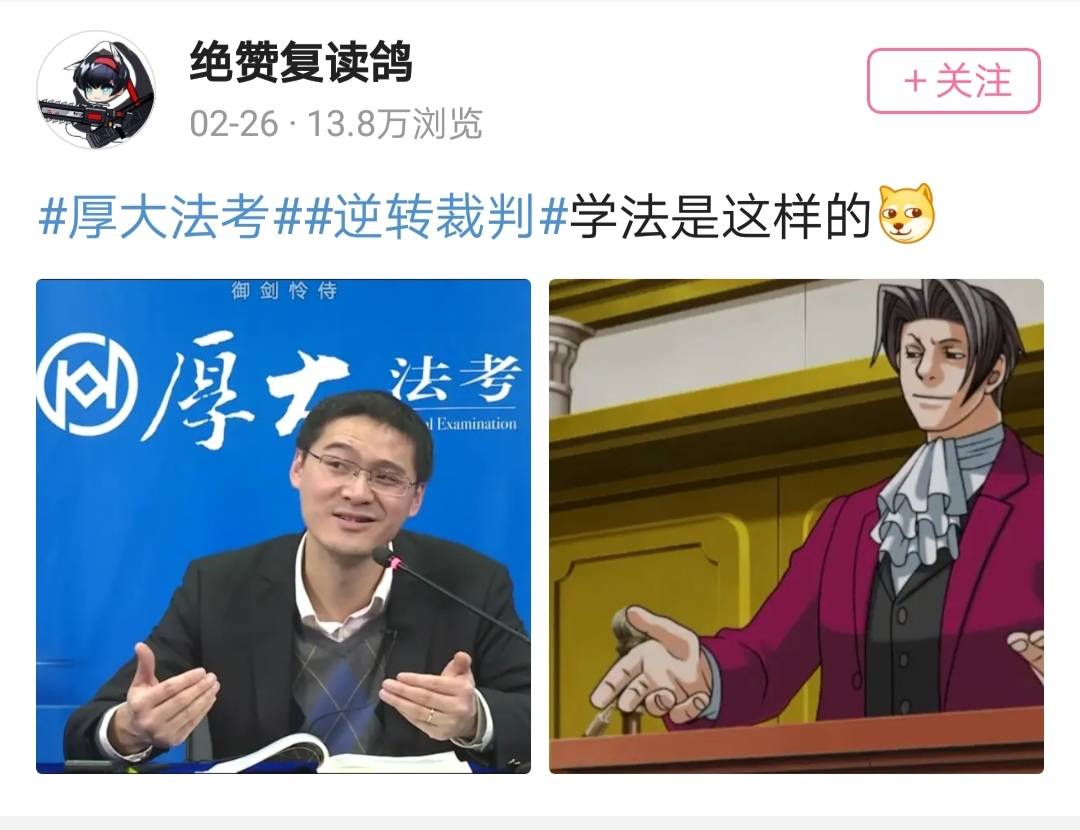 绝赞复读鸽
02-26 · 13.8万浏览
+关注
#厚大法考##逆转裁判#学法是这样的
御剑怜侍
厚大法考
al Examination